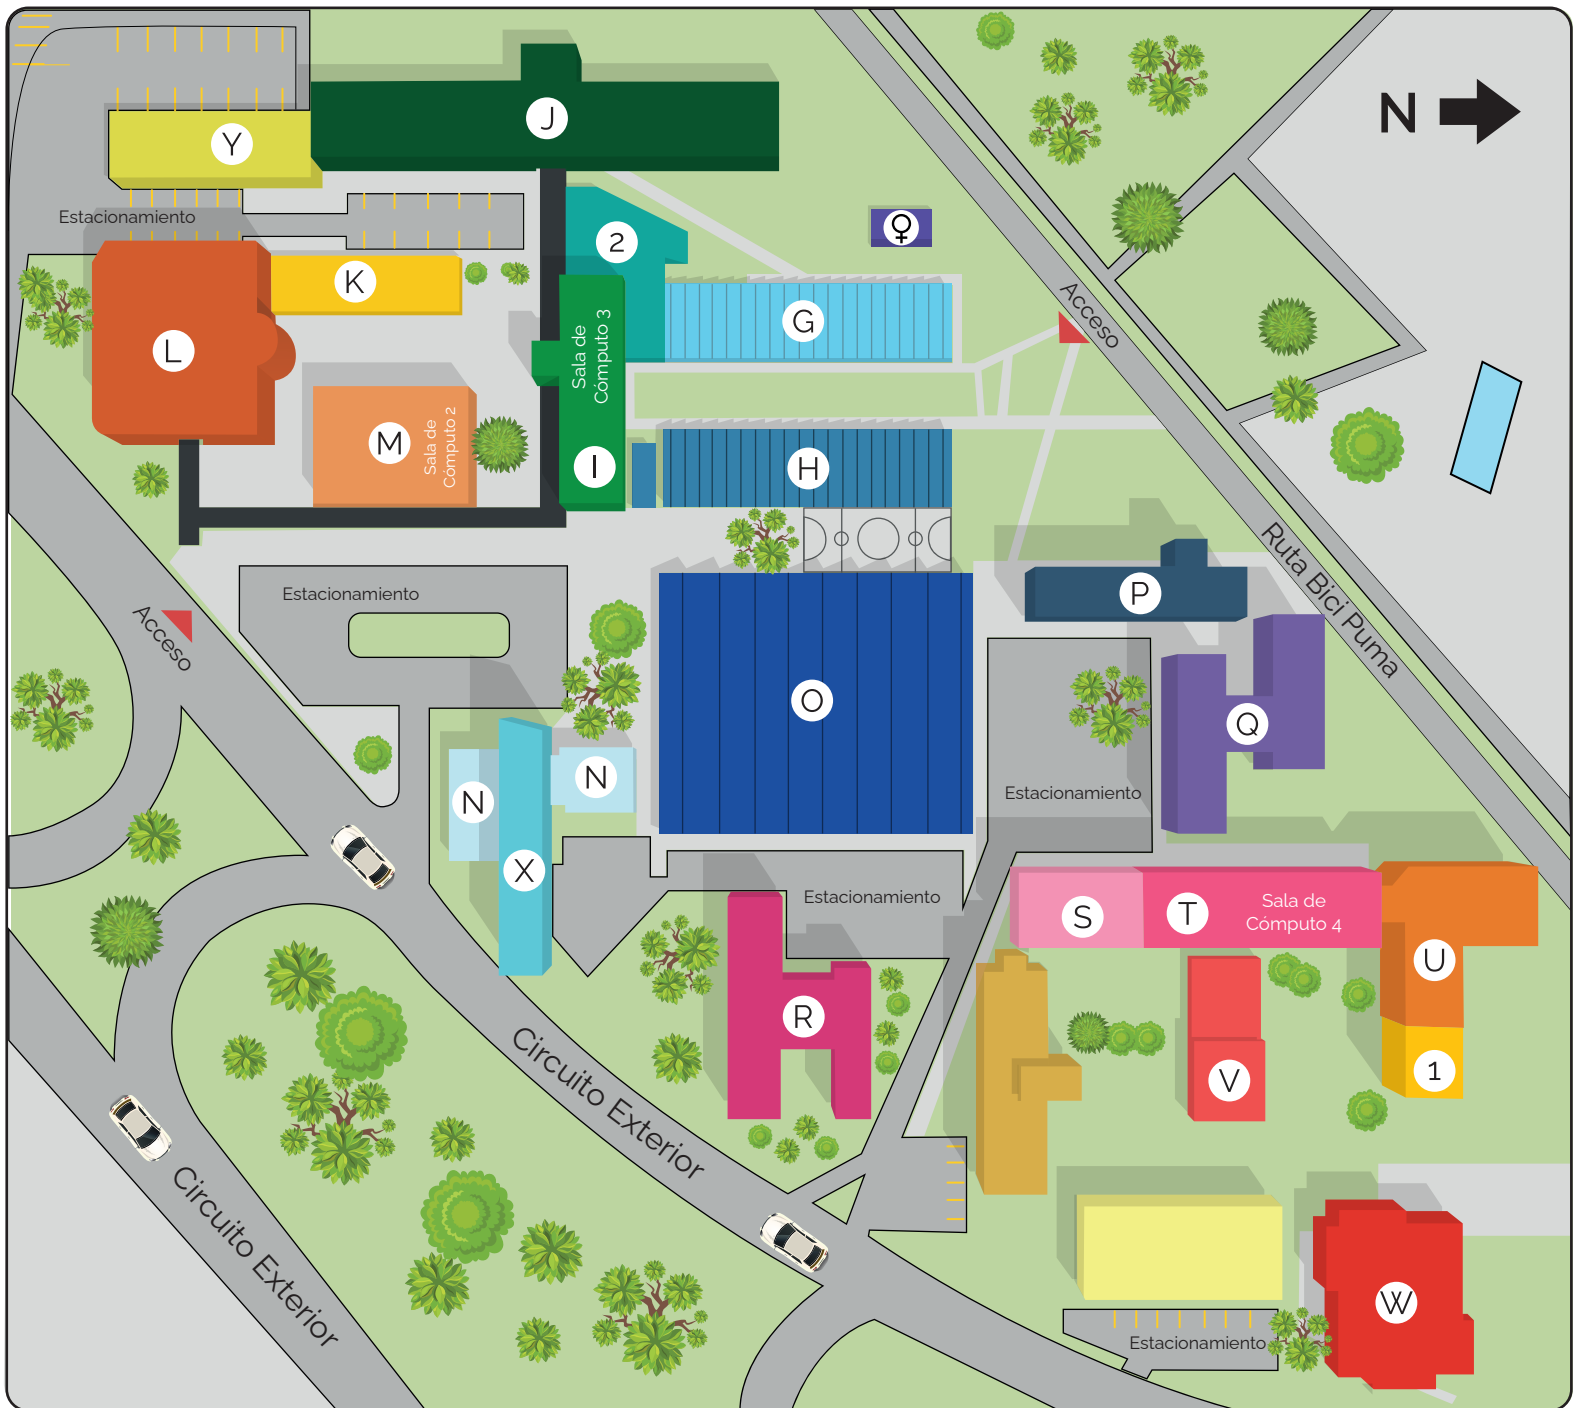 N
J
Y
Estacionamiento
2
♀
K
G
Acceso
L
Sala de
Cómputo 3
M
Sala de
Cómputo 2
I
H
Ruta Bici Puma
Estacionamiento
P
Acceso
O
Q
N
N
Estacionamiento
X
Estacionamiento
S
T
Sala de
Cómputo 4
U
R
Circuito Exterior
V
1
Circuito Exterior
W
Estacionamiento